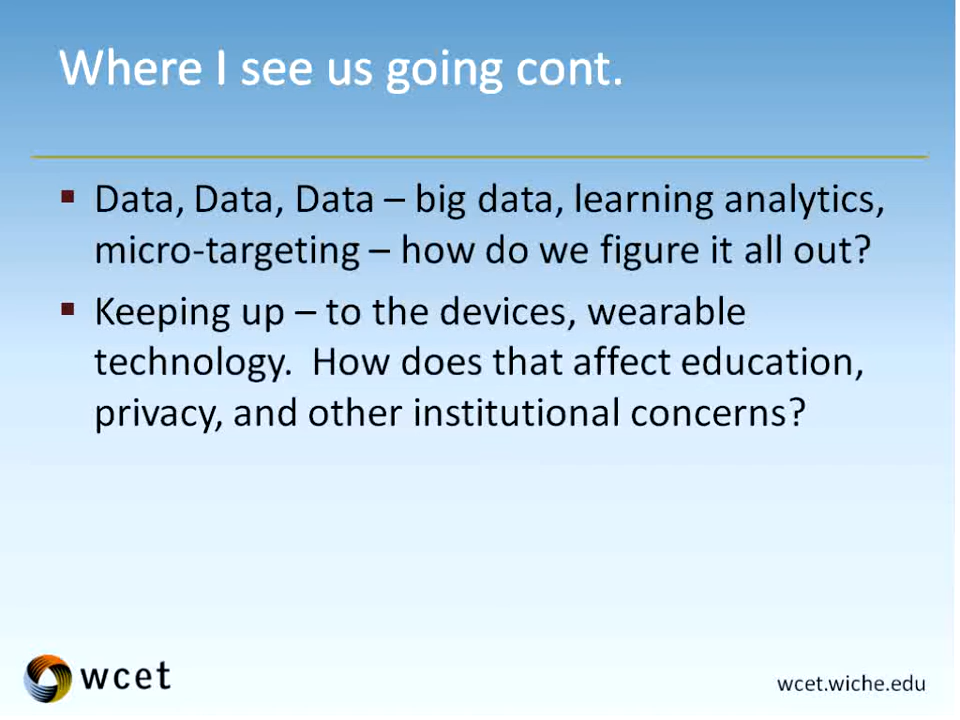 Where I see us going cont.
Data, Data, Data – big data, learning analytics,
micro-targeting – how do we figure it all out?
Keeping up – to the devices, wearable
technology.  How does that affect education,
privacy, and other institutional concerns?
wcet
wcet.wiche.edu